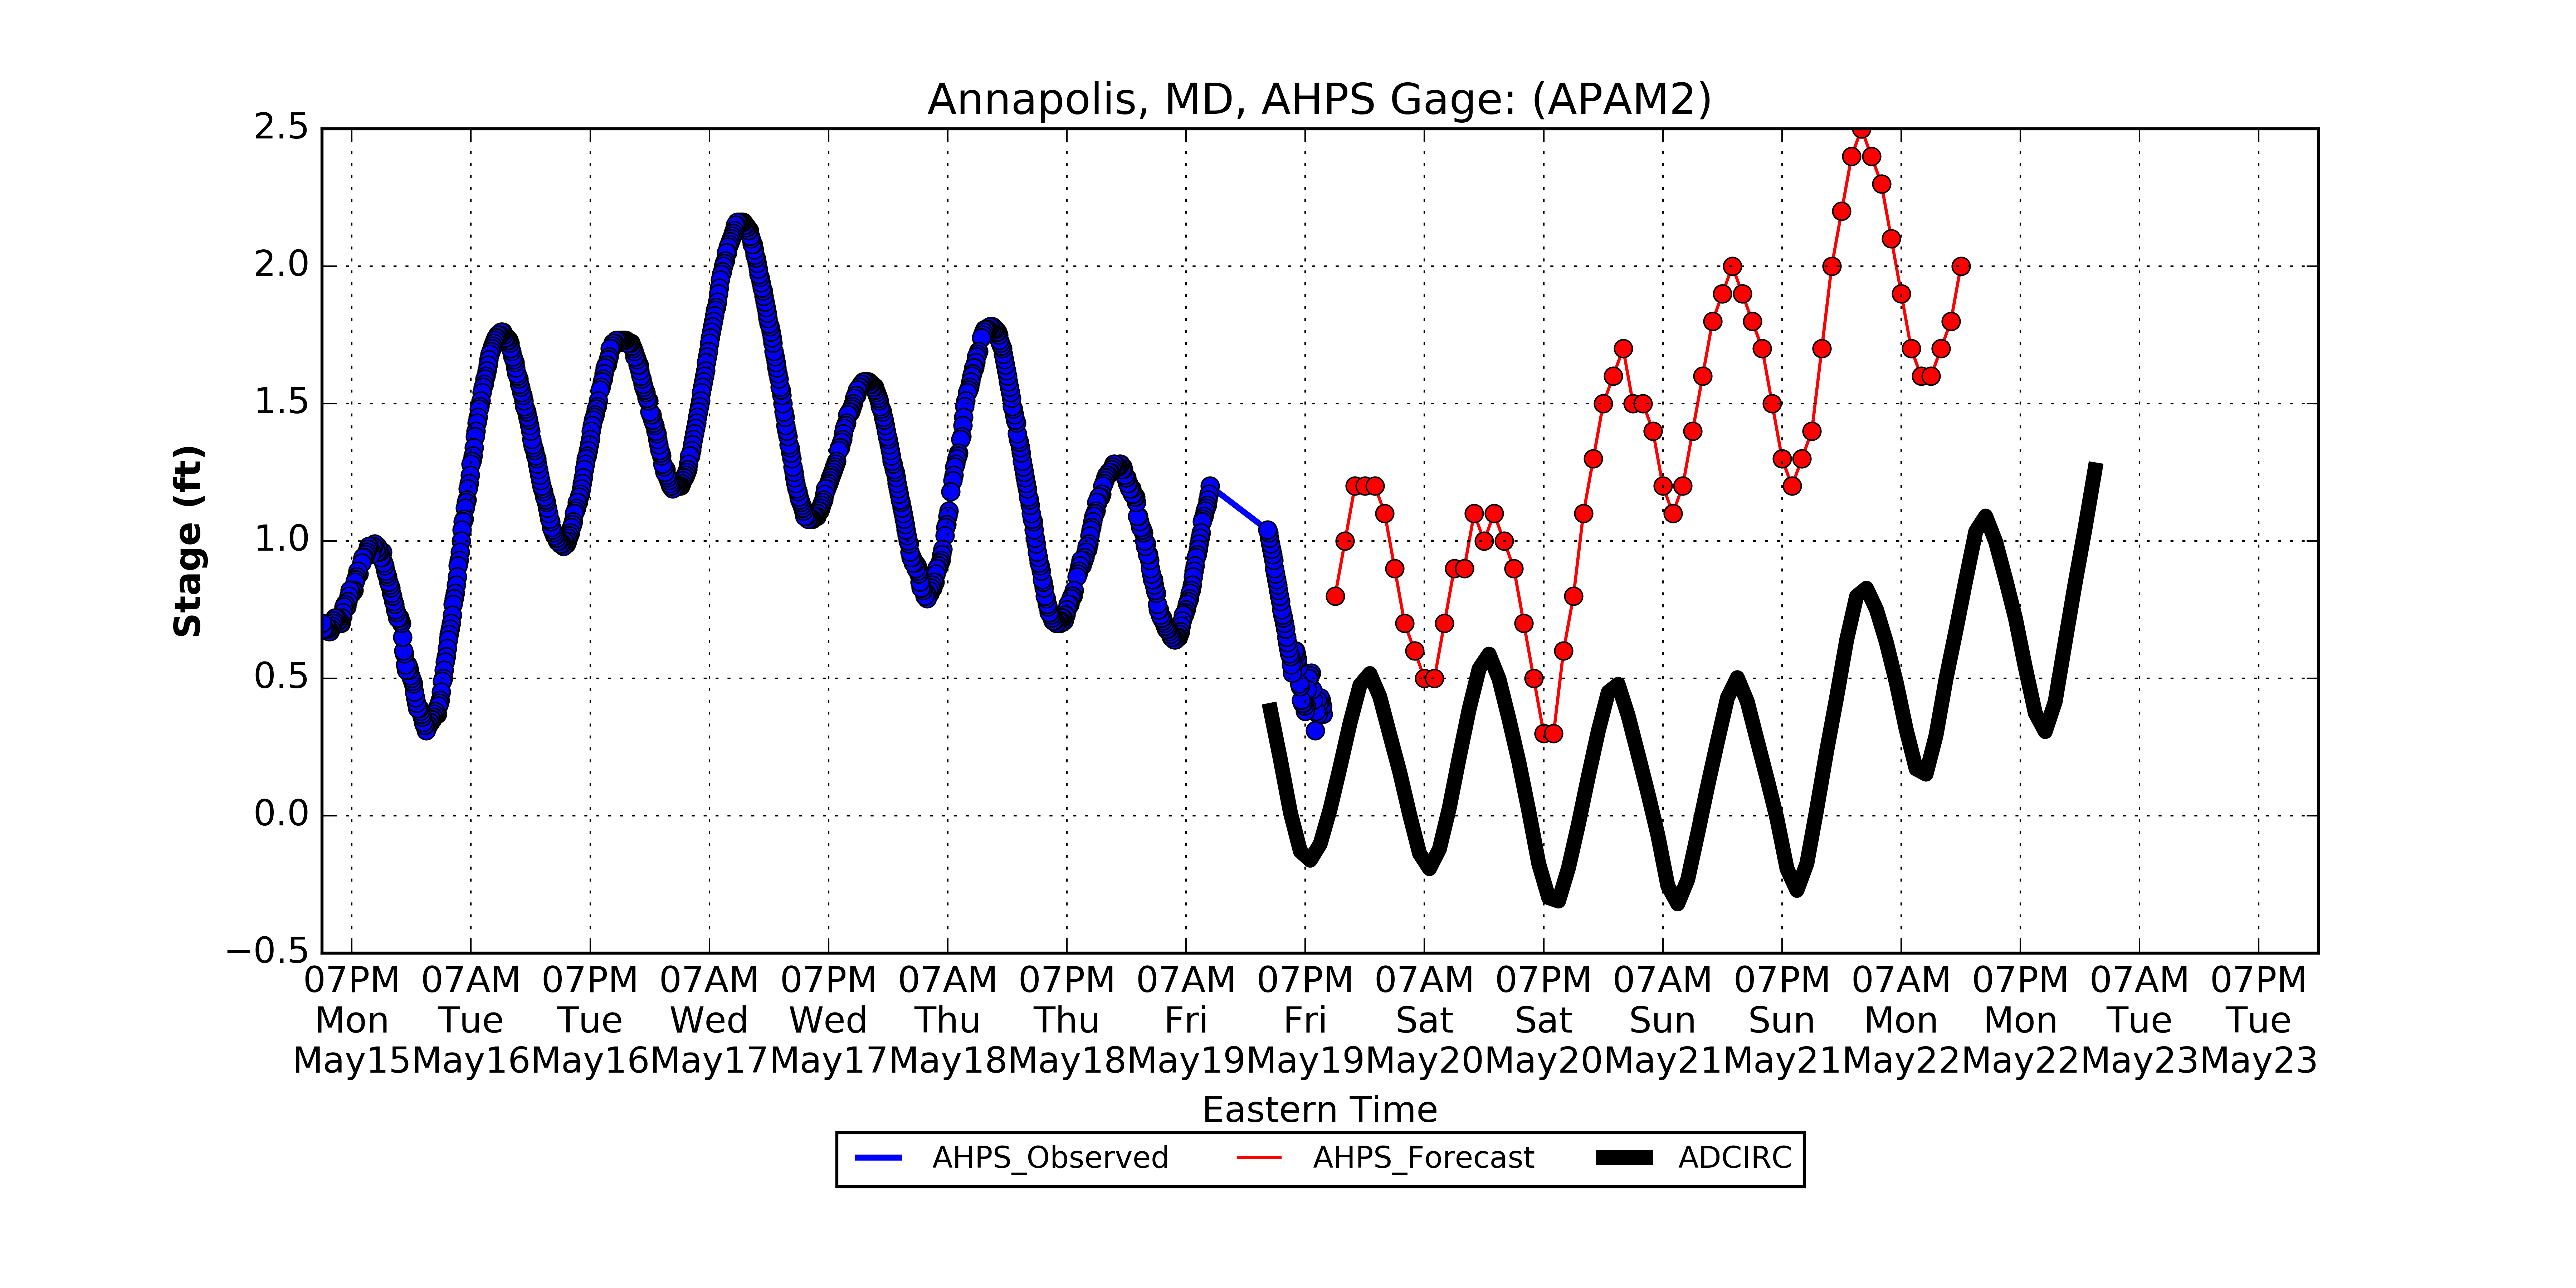 Annapolis, MD, AHPS Gage: (APAM2)
2.5
2.0
1.5
1.0
0.5
0.0
−0.5
Stage (ft)
07PM 07AM 07PM 07AM 07PM 07AM 07PM 07AM 07PM 07AM 07PM 07AM 07PM 07AM 07PM 07AM 07PM
Mon Tue Tue Wed Wed Thu Thu Fri Fri Sat Sat Sun Sun Mon Mon Tue Tue
May15 May16 May16 May17 May17 May18 May18 May19 May19 May20 May20 May21 May21 May22 May22 May23 May23
Eastern Time
AHPS_Observed AHPS_Forecast ADCIRC